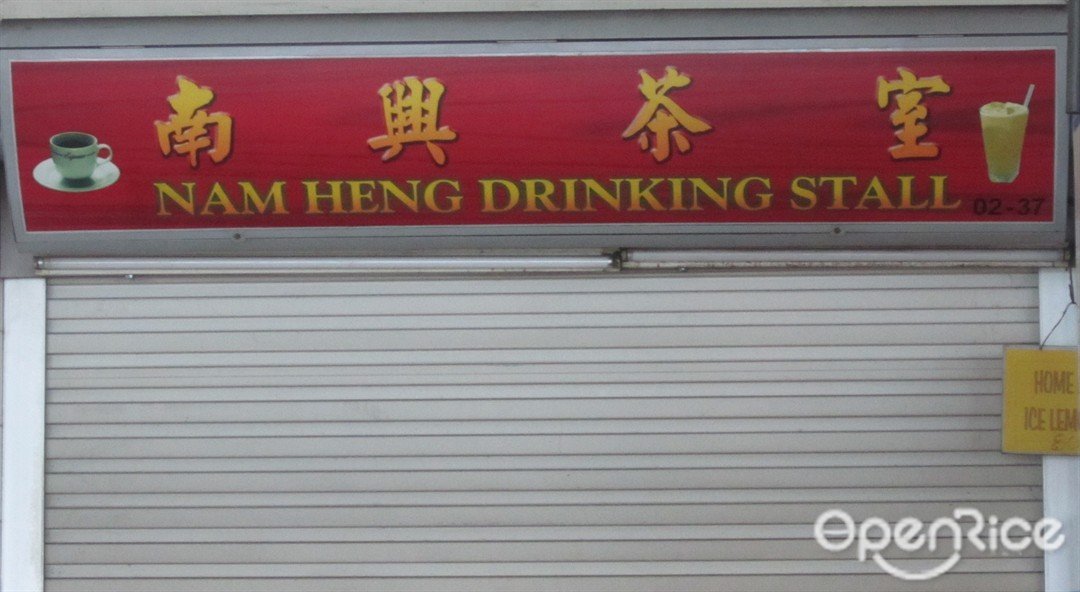 南興茶室
NAM HENG DRINKING STALL
02-37
HOME
ICE LEM
OpenRice